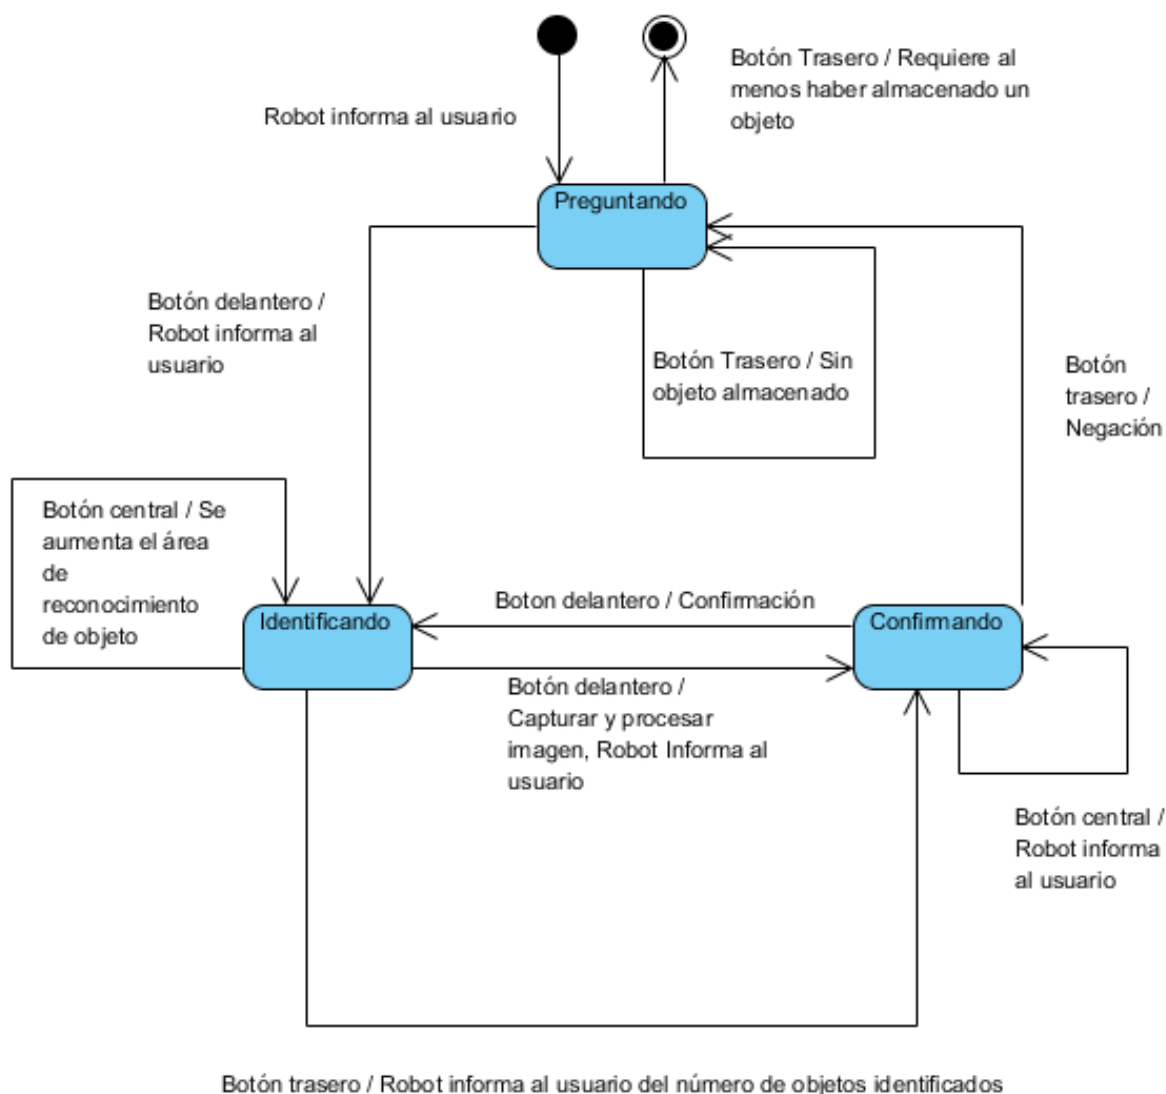 Botón Trasero / Requiere al
menos haber almacenado un
objeto
Robot informa al usuario
Preguntando
Botón delantero /
Robot informa al
usuario
Botón Trasero / Sin
objeto almacenado
Botón
trasero /
Negación
Botón central / Se
aumenta el área
de
reconocimiento
de objeto
Boton delantero / Confirmación
Identificando
Confirmando
Botón delantero /
Capturar y procesar
imagen, Robot Informa al
usuario
Botón central /
Robot informa
al usuario
Botón trasero / Robot informa al usuario del número de objetos identificados